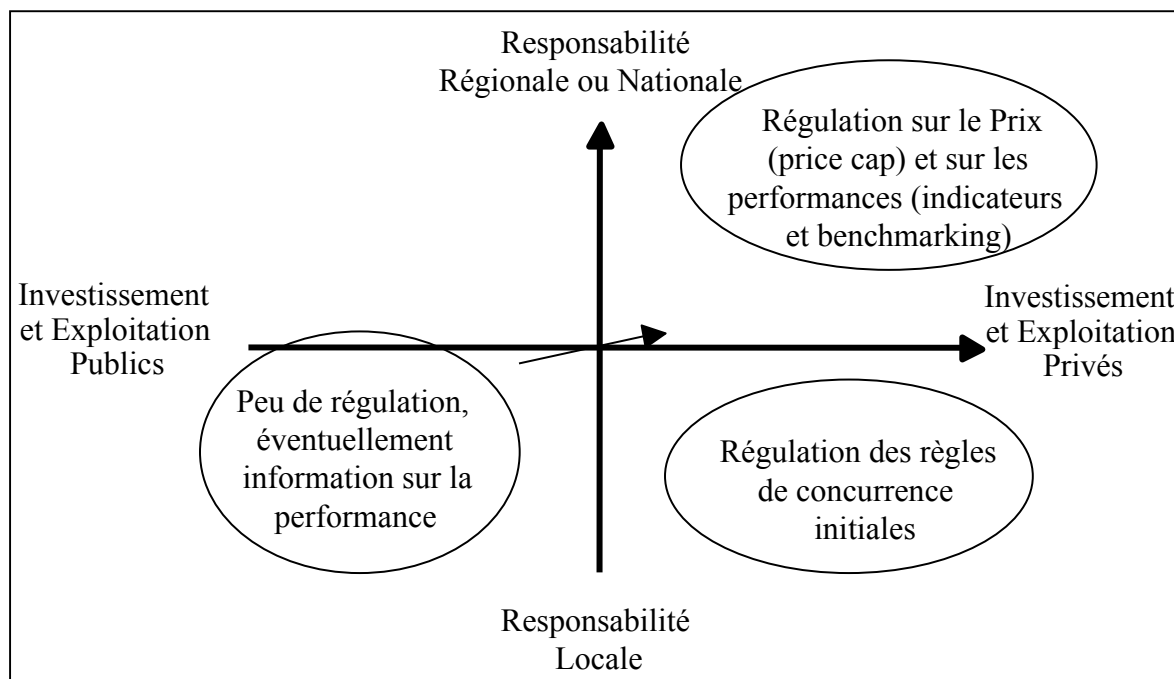 Responsabilité
Régionale ou Nationale
Régulation sur le Prix
(price cap) et sur les
performances (indicateurs
et benchmarking)
Investissement
et Exploitation
Publics
Investissement
et Exploitation
Privés
Peu de régulation,
éventuellement
information sur la
performance
Régulation des règles
de concurrence
initiales
Responsabilité
Locale